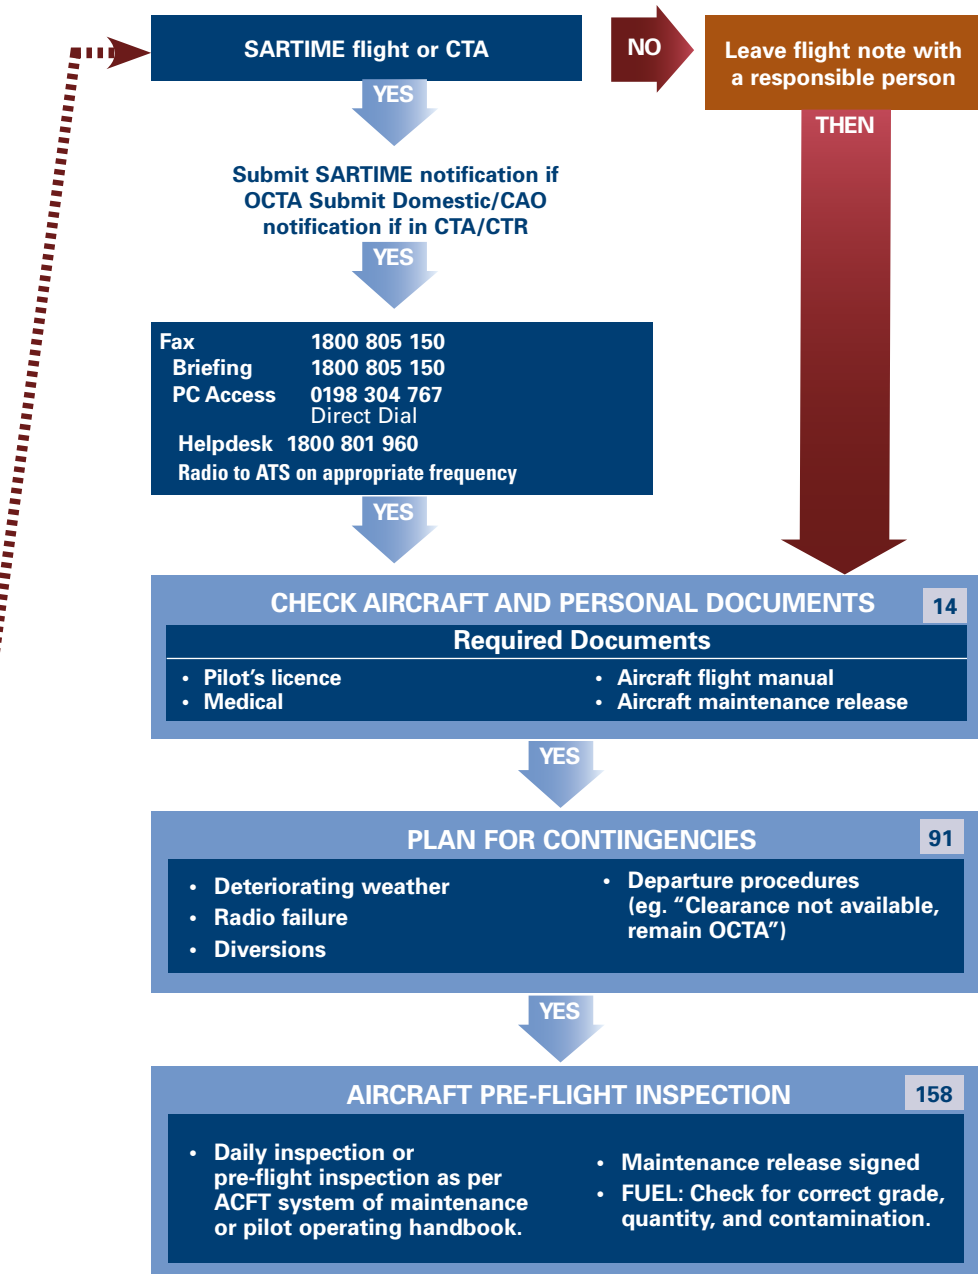 SARTIME flight or CTA
NO
Leave flight note with
a responsible person
YES
THEN
Submit SARTIME notification if
OCTA Submit Domestic/CAO
notification if in CTA/CTR
YES
Fax 1800 805 150
Briefing 1800 805 150
PC Access 0198 304 767
Direct Dial
Helpdesk 1800 801 960
Radio to ATS on appropriate frequency
YES
CHECK AIRCRAFT AND PERSONAL DOCUMENTS 14
Required Documents
• Pilot's licence
• Medical
• Aircraft flight manual
• Aircraft maintenance release
YES
PLAN FOR CONTINGENCIES 91
• Deteriorating weather
• Radio failure
• Diversions
• Departure procedures
(eg. “Clearance not available,
remain OCTA”)
YES
AIRCRAFT PRE-FLIGHT INSPECTION 158
• Daily inspection or
pre-flight inspection as per
ACFT system of maintenance
or pilot operating handbook.
• Maintenance release signed
• FUEL: Check for correct grade,
quantity, and contamination.